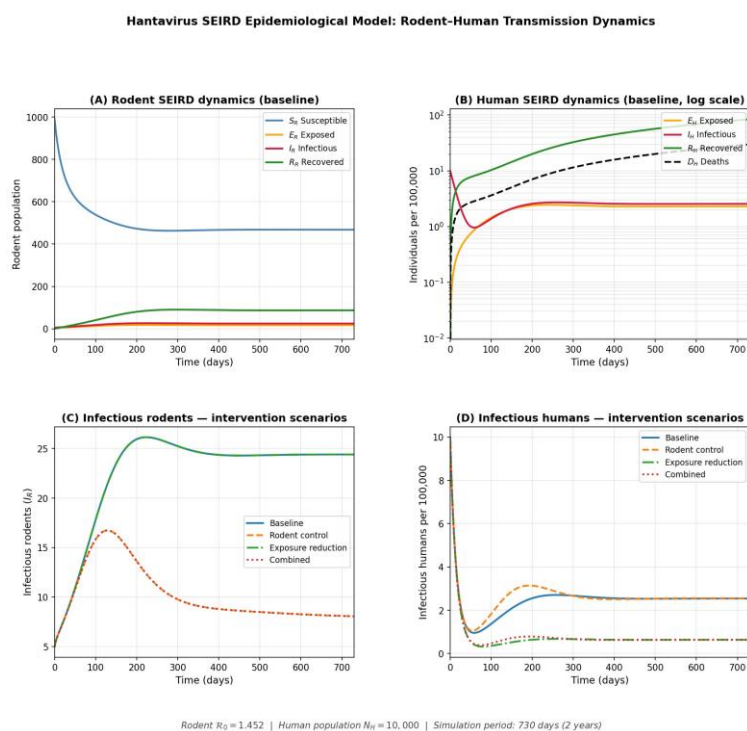 Hantavirus SEIRD Epidemiological Model: Rodent–Human Transmission Dynamics
(A) Rodent SEIRD dynamics (baseline)
Rodent population
1000
800
600
400
200
0
S_R Susceptible
E_R Exposed
I_R Infectious
R_R Recovered
0 100 200 300 400 500 600 700
Time (days)
(B) Human SEIRD dynamics (baseline, log scale)
Individuals per 100,000
10²
10¹
10⁰
10⁻¹
10⁻²
E_H Exposed
I_H Infectious
R_H Recovered
D_H Deaths
0 100 200 300 400 500 600 700
Time (days)
(C) Infectious rodents — intervention scenarios
Infectious rodents (I_R)
25
20
15
10
5
Baseline
Rodent control
Exposure reduction
Combined
0 100 200 300 400 500 600 700
Time (days)
(D) Infectious humans — intervention scenarios
Infectious humans per 100,000
10
8
6
4
2
0
Baseline
Rodent control
Exposure reduction
Combined
0 100 200 300 400 500 600 700
Time (days)
Rodent ℛ₀ = 1.452 | Human population N_H = 10,000 | Simulation period: 730 days (2 years)